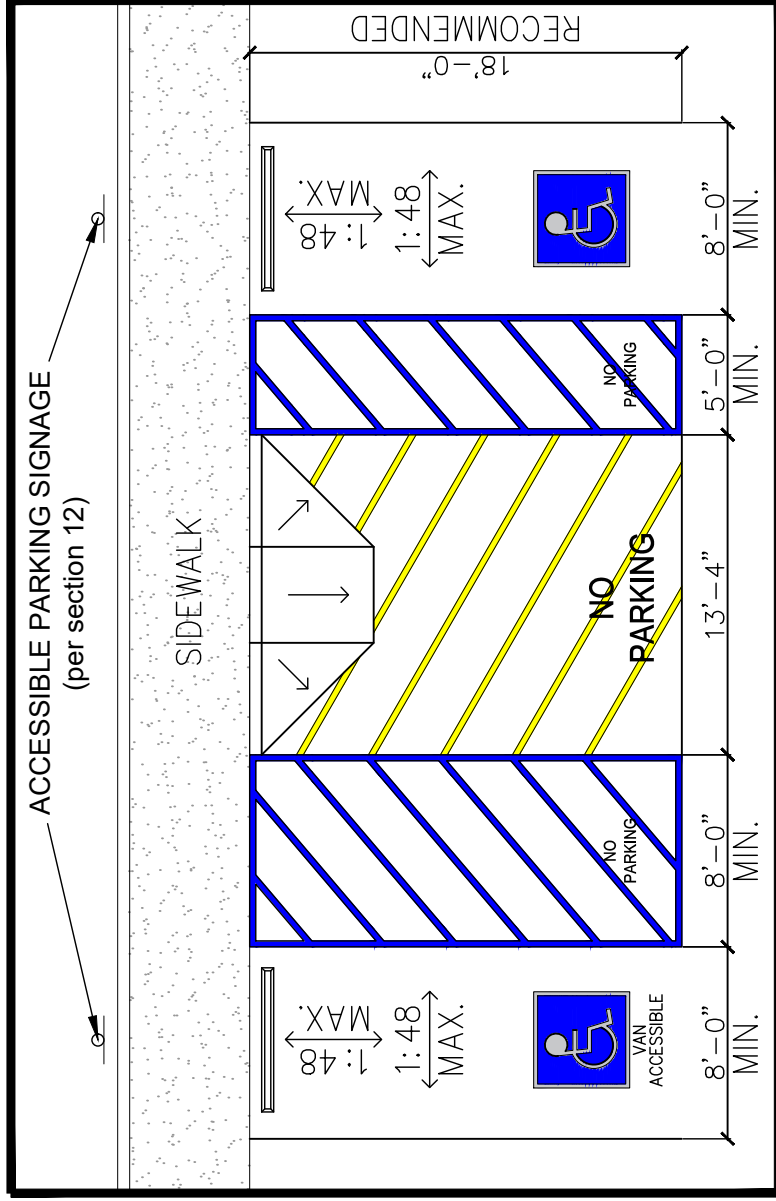 ACCESSIBLE PARKING SIGNAGE
(per section 12)
SIDEWALK
1:48
MAX.
1:48
MAX.
VAN
ACCESSIBLE
NO
PARKING
NO
PARKING
NO
PARKING
1:48
MAX.
1:48
MAX.
18'-0"
RECOMMENDED
8'-0"
MIN.
8'-0"
MIN.
13'-4"
5'-0"
MIN.
8'-0"
MIN.